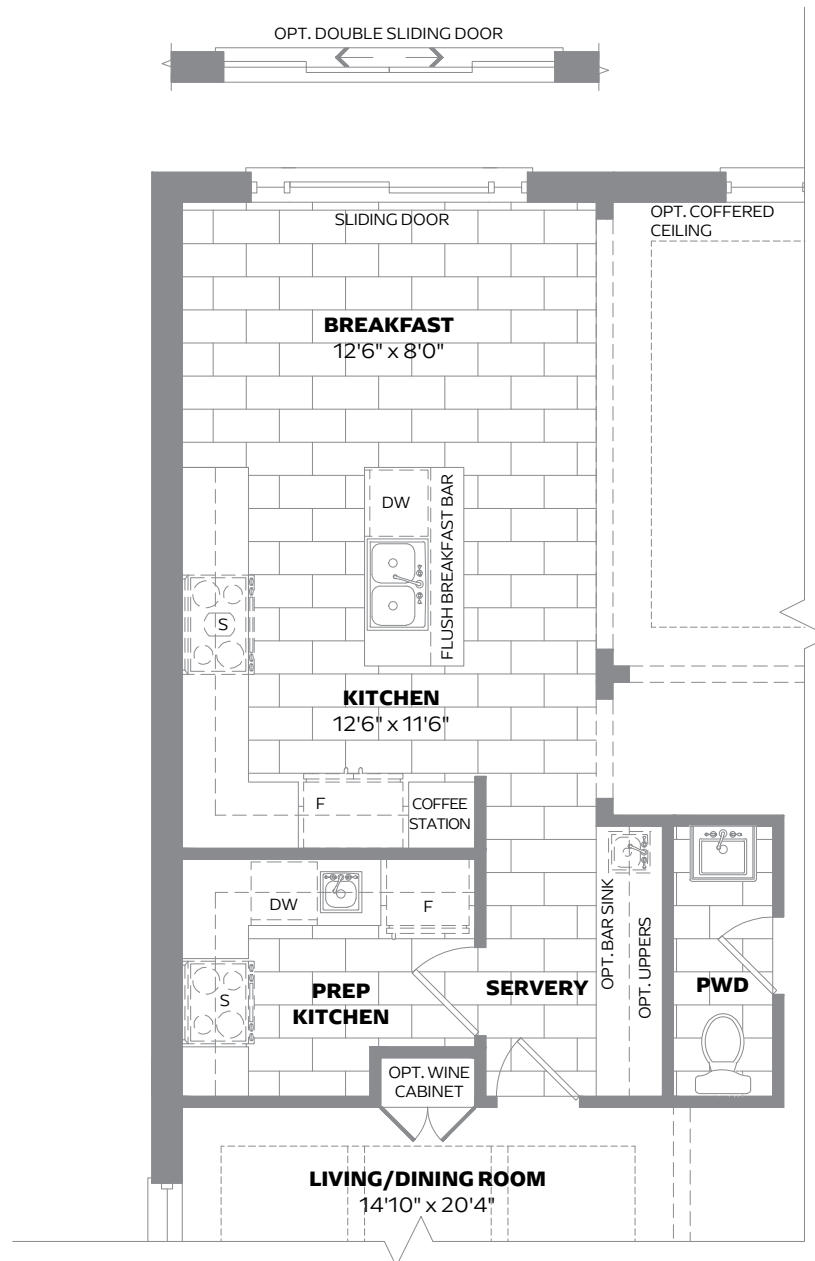 OPT. DOUBLE SLIDING DOOR
SLIDING DOOR
OPT. COFFERED
CEILING
BREAKFAST
12'6" x 8'0"
DW
FLUSH BREAKFAST BAR
S
KITCHEN
12'6" x 11'6"
F
COFFEE
STATION
DW
F
S
PREP
KITCHEN
SERVERY
OPT. BAR SINK
OPT. UPPERS
PWD
OPT. WINE
CABINET
LIVING/DINING ROOM
14'10" x 20'4"